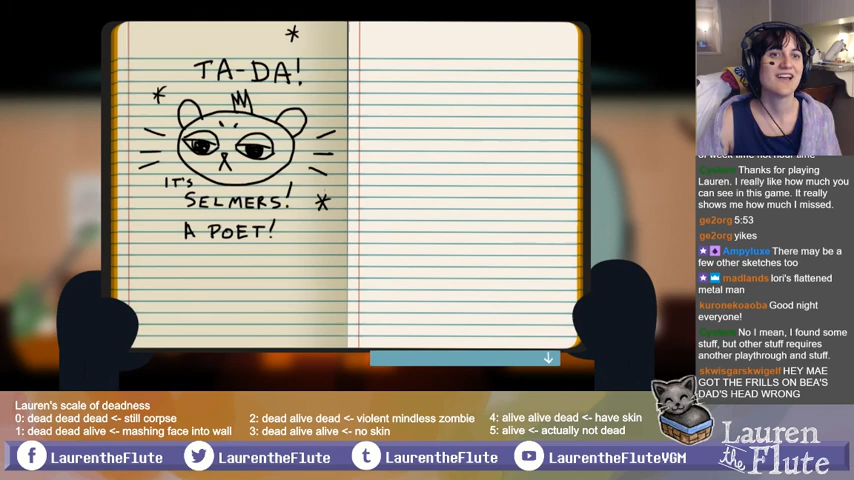 TA-DA!
IT'S
SELMERS!
A POET!
of week time not hour time
Thanks for playing
Lauren. I really like how much you
can see in this game. It really
shows me how much I missed.
ge2org 5:53
ge2org yikes
Ampyluxe There may be a
few other sketches too
madlands Iori's flattened
metal man
kuronekoaoba Good night
everyone!
No I mean, I found some
stuff, but other stuff requires
another playthrough and stuff.
skwisgarskwigelf HEY MAE
GOT THE FRILLS ON BEA'S
DAD'S HEAD WRONG
Lauren's scale of deadness
0: dead dead dead <- still corpse
1: dead dead alive <- mashing face into wall
2: dead alive dead <- violent mindless zombie
3: dead alive alive <- no skin
4: alive alive dead <- have skin
5: alive <- actually not dead
LaurentheFlute
LaurentheFlute
LaurentheFlute
LaurentheFluteVGM
Lauren
the Flute